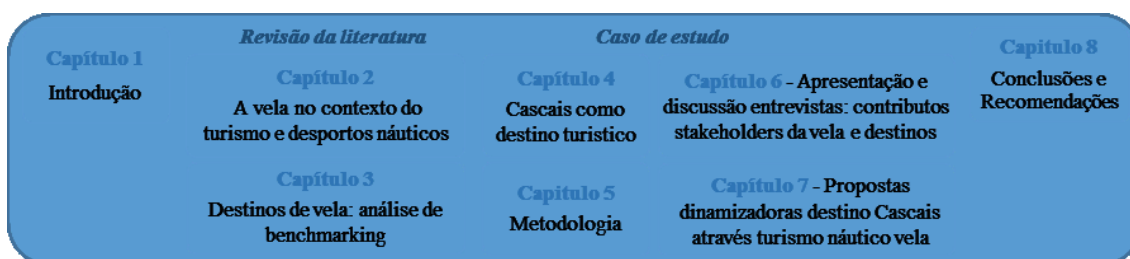 Capítulo 1
Introdução
Revisão da literatura
Capítulo 2
A vela no contexto do
turismo e desportos náuticos
Capítulo 3
Destinos de vela: análise de
benchmarking
Caso de estudo
Capítulo 4
Cascais como
destino turistico
Capitulo 5
Metodologia
Capítulo 6 - Apresentação e
discussão entrevistas: contributos
stakeholders da vela e destinos
Capítulo 7 - Propostas
dinamizadoras destino Cascais
através turismo náutico vela
Capitulo 8
Conclusões e
Recomendações